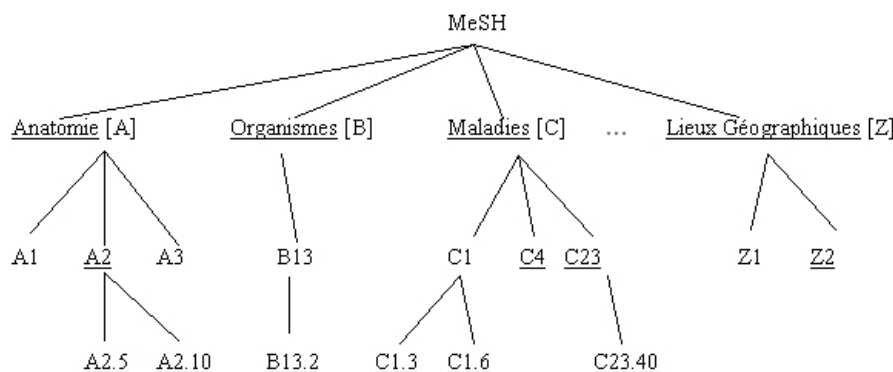 MeSH
Anatomie [A] Organismes [B] Maladies [C] ... Lieux Géographiques [Z]
A1 A2 A3 B13 C1 C4 C23 Z1 Z2
A2.5 A2.10 B13.2 C1.3 C1.6 C23.40